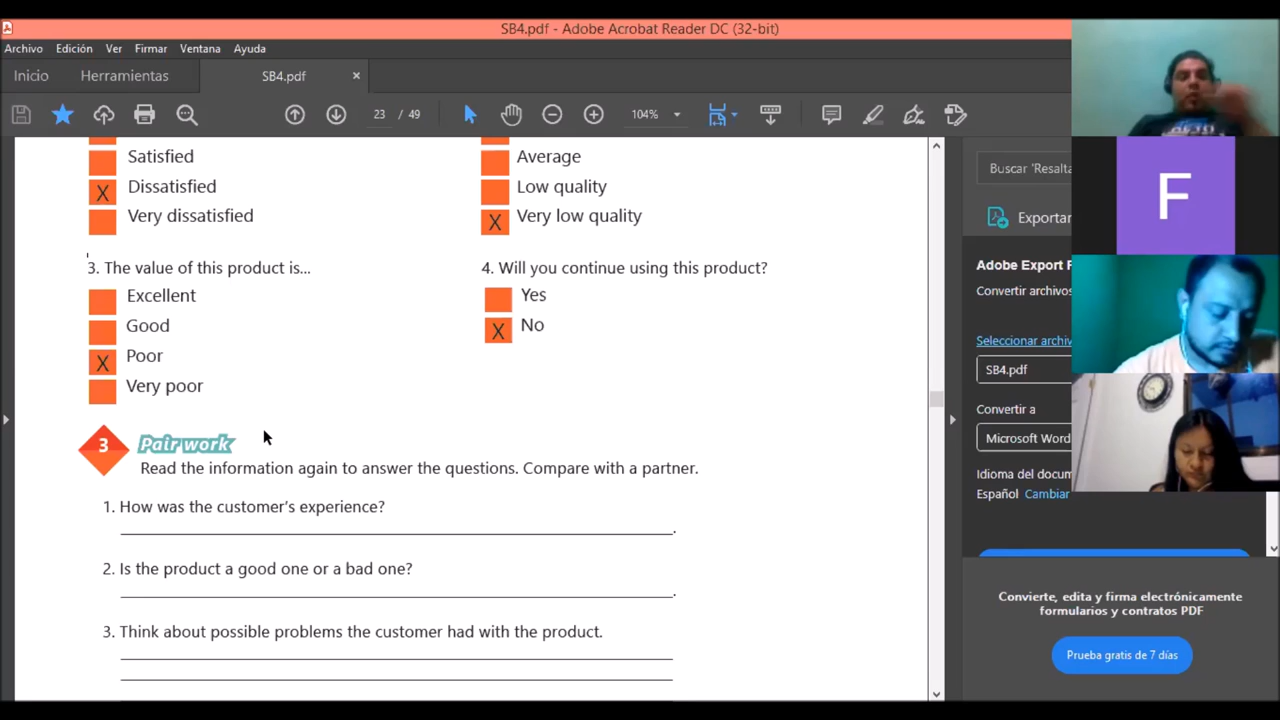 SB4.pdf - Adobe Acrobat Reader DC (32-bit)
Archivo Edición Ver Firmar Ventana Ayuda
Inicio Herramientas SB4.pdf ×
23 / 49 104%
Satisfied
X Dissatisfied
Very dissatisfied
Average
Low quality
X Very low quality
3. The value of this product is...
Excellent
Good
X Poor
Very poor
4. Will you continue using this product?
Yes
X No
3 Pair work
Read the information again to answer the questions. Compare with a partner.
1. How was the customer's experience?
2. Is the product a good one or a bad one?
3. Think about possible problems the customer had with the product.
Buscar 'Resalta
Exportar
Adobe Export P
Convertir archivos
Seleccionar archiv
SB4.pdf
Convertir a
Microsoft Word
Idioma del docum
Español Cambiar
Convierte, edita y firma electrónicamente
formularios y contratos PDF
Prueba gratis de 7 días
F